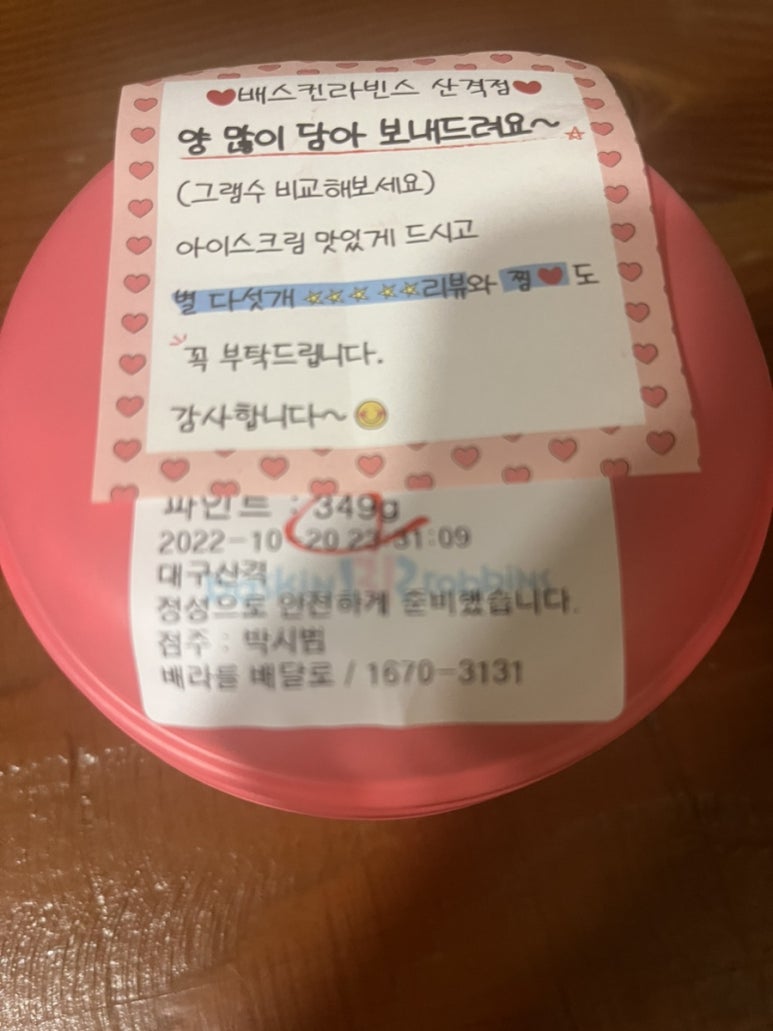 ♥배스킨라빈스 산격점♥
양 많이 담아 보내드려요~☆
(그램수 비교해보세요)
아이스크림 맛있게 드시고
별 다섯개 ☆☆☆☆☆리뷰와 찜♥도
꼭 부탁드립니다.
감사합니다~
파인트 : 349g
2022-10-20 23:31:09
대구산격
정성으로 안전하게 준비했습니다.
점주 : 박시범
배라를 배달로 / 1670-3131
baskin BR robbins